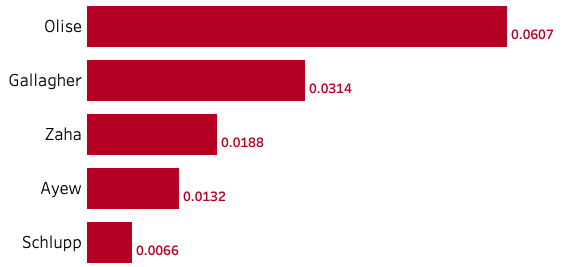 Olise
0.0607
Gallagher
0.0314
Zaha
0.0188
Ayew
0.0132
Schlupp
0.0066